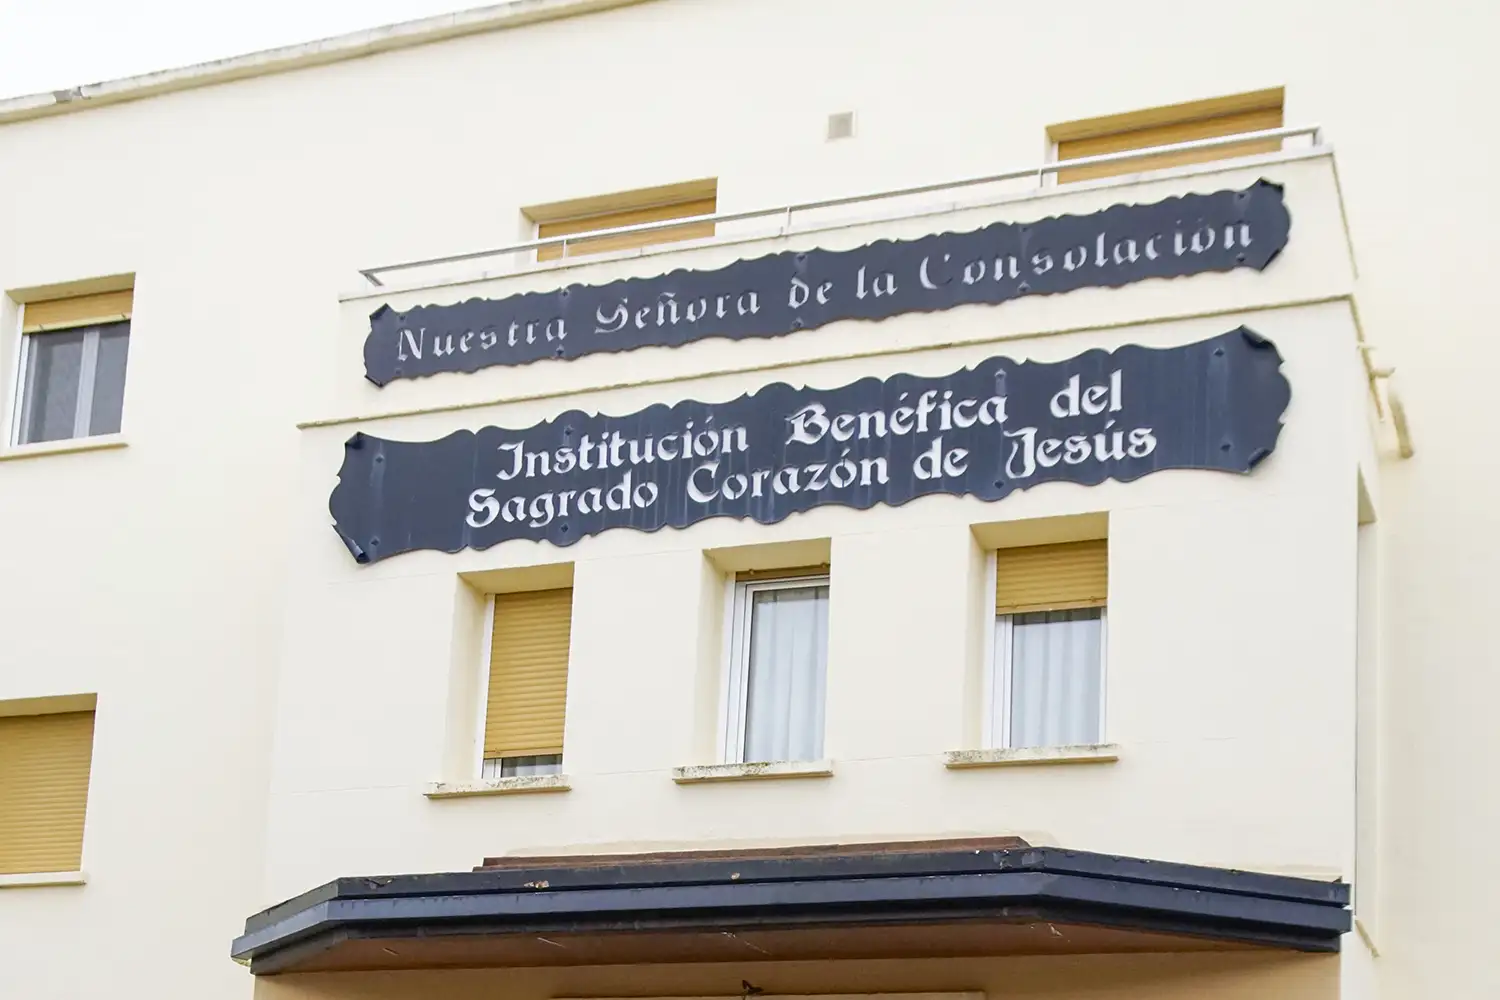 Nuestra Señora de la Consolación
Institución Benéfica del
Sagrado Corazón de Jesús